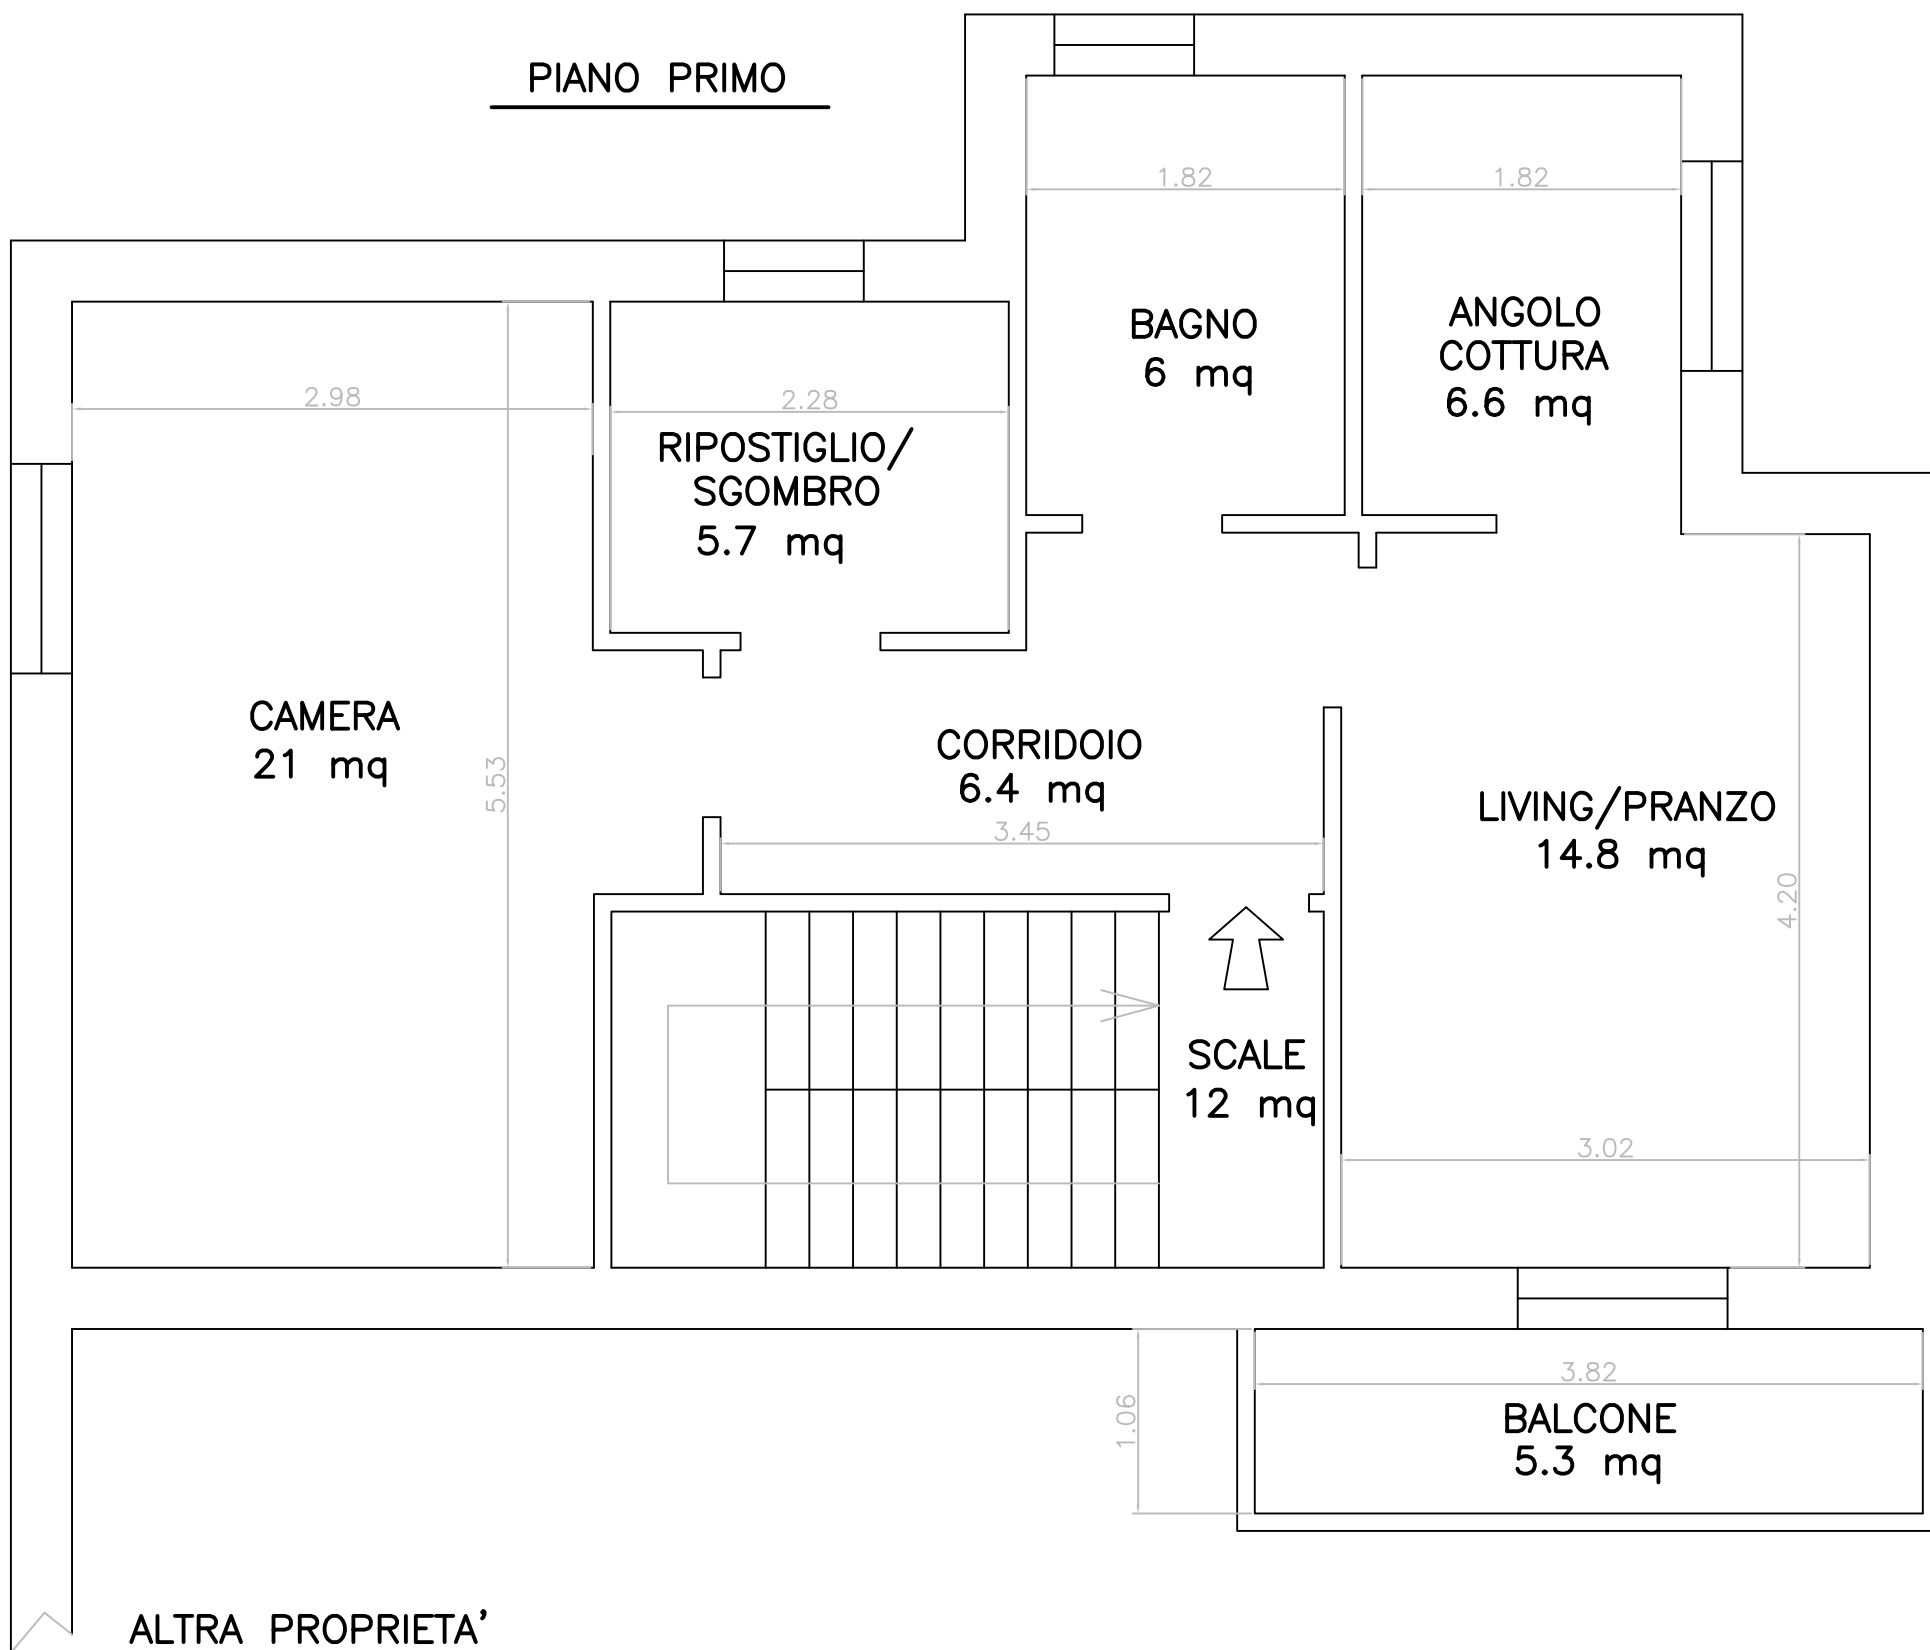 PIANO PRIMO
1.82
1.82
BAGNO
6 mq
ANGOLO
COTTURA
6.6 mq
2.98
2.28
RIPOSTIGLIO/
SGOMBRO
5.7 mq
CAMERA
21 mq
5.53
CORRIDOIO
6.4 mq
3.45
LIVING/PRANZO
14.8 mq
4.20
SCALE
12 mq
3.02
1.06
3.82
BALCONE
5.3 mq
ALTRA PROPRIETA'